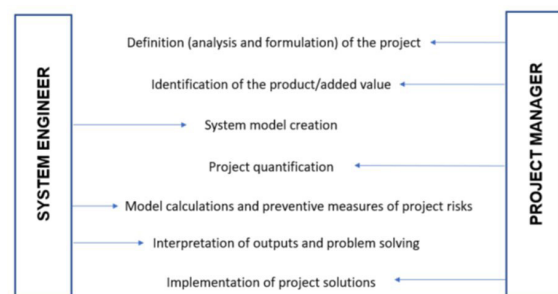 SYSTEM ENGINEER
Definition (analysis and formulation) of the project
Identification of the product/added value
System model creation
Project quantification
Model calculations and preventive measures of project risks
Interpretation of outputs and problem solving
Implementation of project solutions
PROJECT MANAGER